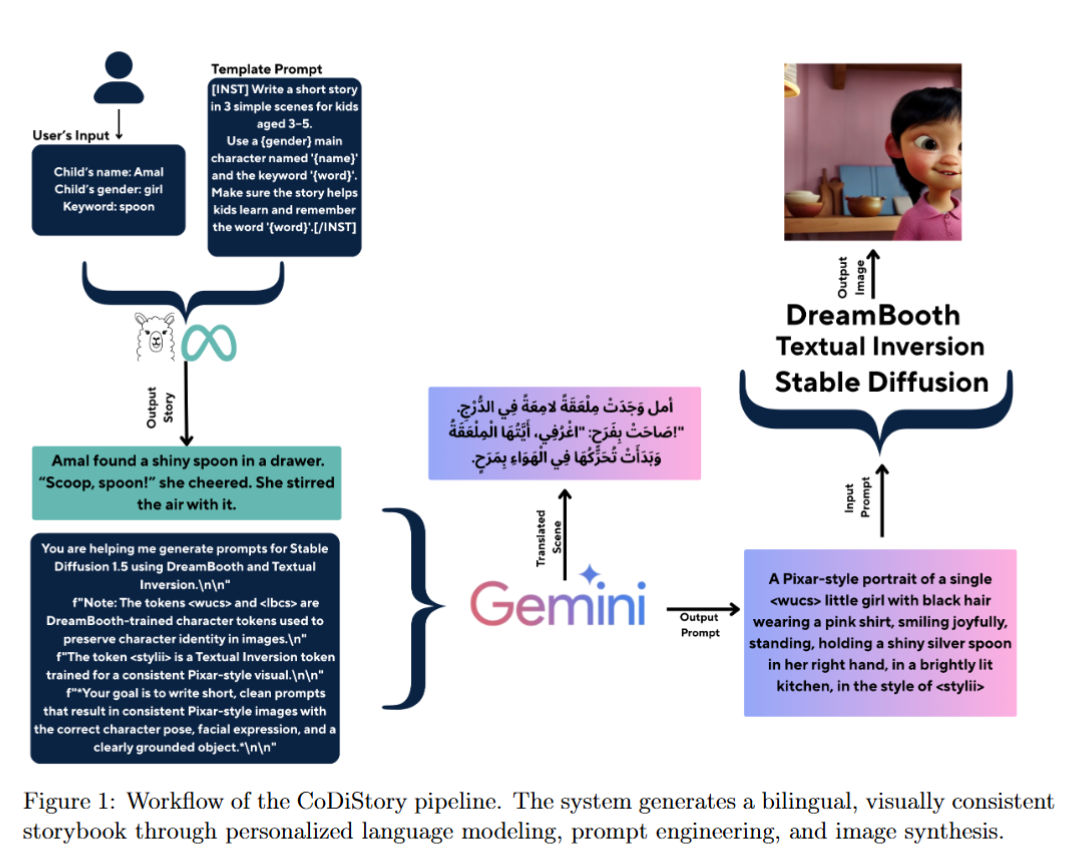 User's Input
Child's name: Amal
Child's gender: girl
Keyword: spoon
Template Prompt
[INST] Write a short story
in 3 simple scenes for kids
aged 3-5.
Use a {gender} main
character named '{name}'
and the keyword '{word}'.
Make sure the story helps
kids learn and remember
the word '{word}'.[/INST]
Output
Story
Amal found a shiny spoon in a drawer.
"Scoop, spoon!" she cheered. She stirred
the air with it.
You are helping me generate prompts for Stable
Diffusion 1.5 using DreamBooth and Textual
Inversion.\n\n"
f"Note: The tokens <wucs> and <lbcs> are
DreamBooth-trained character tokens used to
preserve character identity in images.\n"
f"The token <stylii> is a Textual Inversion token
trained for a consistent Pixar-style visual.\n\n"
f"*Your goal is to write short, clean prompts
that result in consistent Pixar-style images with
the correct character pose, facial expression, and a
clearly grounded object.*\n\n"
أمل وَجَدَتْ مِلْعَقَةً لامِعَةً فِي الدُّرْجِ.
صَاحَتْ بِفَرَحٍ: "اغْرُفِي، أَيَّتُهَا الْمِلْعَقَةُ!"
وَبَدَأَتْ تُحَرِّكُهَا فِي الْهَوَاءِ بِمَرَحٍ.
Translated
Scene
Gemini
Output
Prompt
A Pixar-style portrait of a single
<wucs> little girl with black hair
wearing a pink shirt, smiling joyfully,
standing, holding a shiny silver spoon
in her right hand, in a brightly lit
kitchen, in the style of <stylii>
Input
Prompt
DreamBooth
Textual Inversion
Stable Diffusion
Output
Image
Figure 1: Workflow of the CoDiStory pipeline. The system generates a bilingual, visually consistent
storybook through personalized language modeling, prompt engineering, and image synthesis.